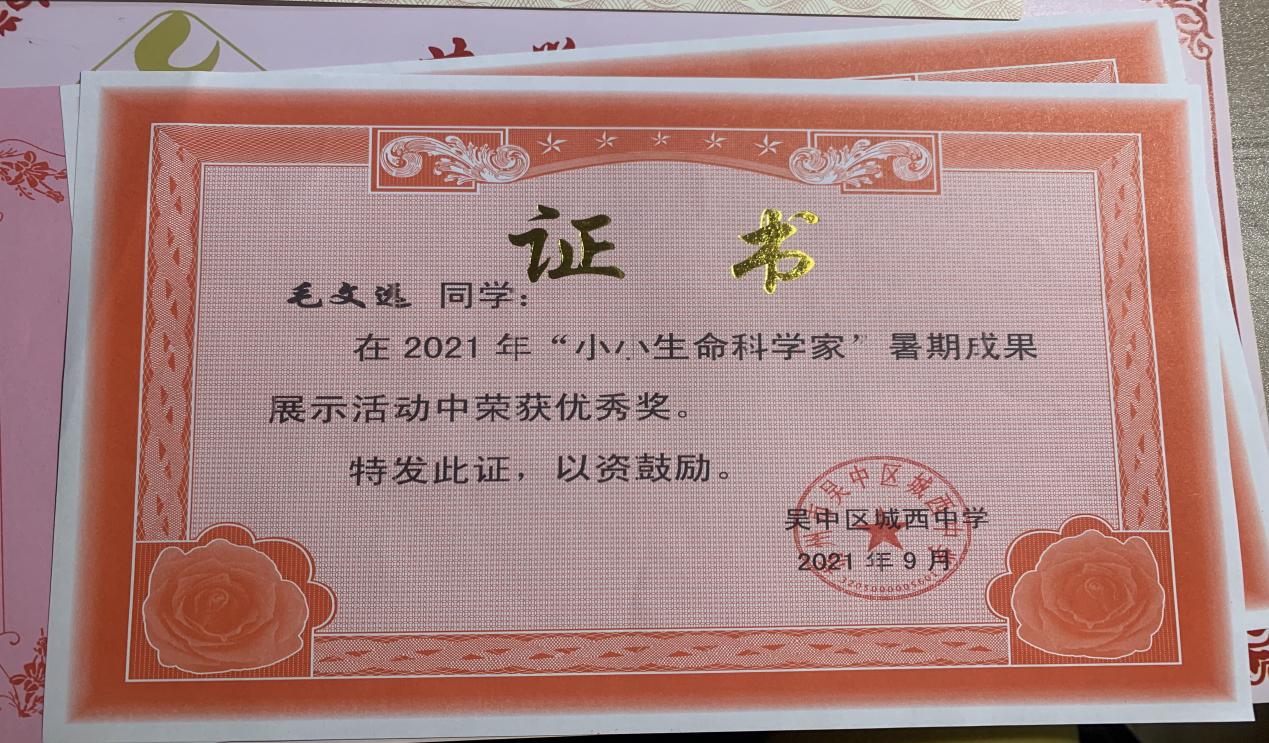 证 书
毛文逃 同学：
在 2021 年“小小生命科学家”暑期成果
展示活动中荣获优秀奖。
特发此证，以资鼓励。
吴中区城西中学
2021 年 9 月